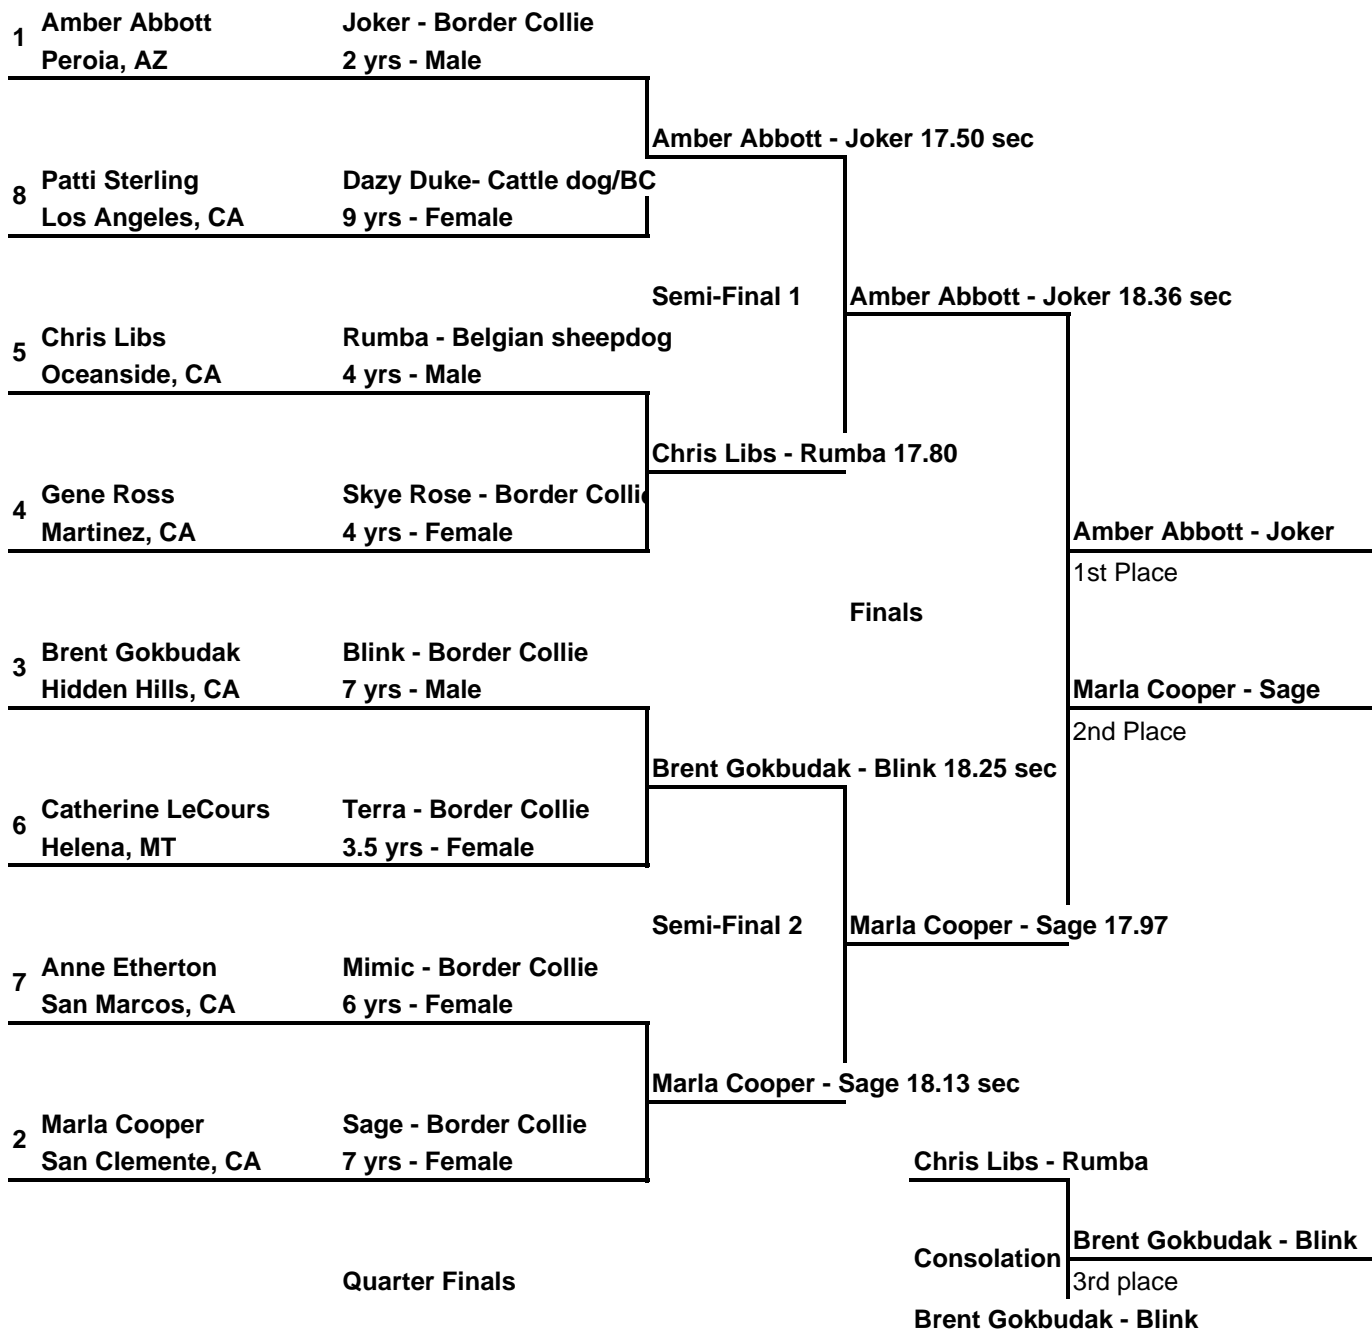 1 Amber Abbott Joker - Border Collie
Peroia, AZ 2 yrs - Male
Amber Abbott - Joker 17.50 sec
8 Patti Sterling Dazy Duke- Cattle dog/BC
Los Angeles, CA 9 yrs - Female
Semi-Final 1 Amber Abbott - Joker 18.36 sec
5 Chris Libs Rumba - Belgian sheepdog
Oceanside, CA 4 yrs - Male
Chris Libs - Rumba 17.80
4 Gene Ross Skye Rose - Border Collie
Martinez, CA 4 yrs - Female
Amber Abbott - Joker
1st Place
Finals
3 Brent Gokbudak Blink - Border Collie
Hidden Hills, CA 7 yrs - Male
Marla Cooper - Sage
2nd Place
Brent Gokbudak - Blink 18.25 sec
6 Catherine LeCours Terra - Border Collie
Helena, MT 3.5 yrs - Female
Semi-Final 2 Marla Cooper - Sage 17.97
7 Anne Etherton Mimic - Border Collie
San Marcos, CA 6 yrs - Female
Marla Cooper - Sage 18.13 sec
2 Marla Cooper Sage - Border Collie
San Clemente, CA 7 yrs - Female
Chris Libs - Rumba
Brent Gokbudak - Blink
Consolation
Quarter Finals 3rd place
Brent Gokbudak - Blink